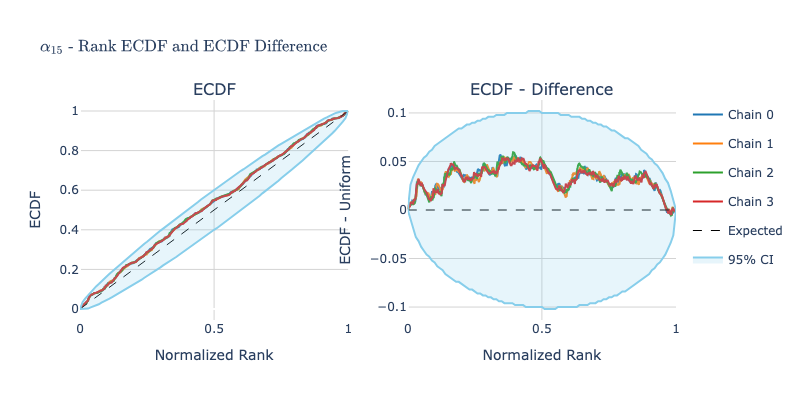 α₁₅ - Rank ECDF and ECDF Difference
ECDF
ECDF
1
0.8
0.6
0.4
0.2
0
0
0.5
1
Normalized Rank
ECDF - Difference
ECDF - Uniform
0.1
0.05
0
−0.05
−0.1
0
0.5
1
Normalized Rank
Chain 0
Chain 1
Chain 2
Chain 3
Expected
95% CI